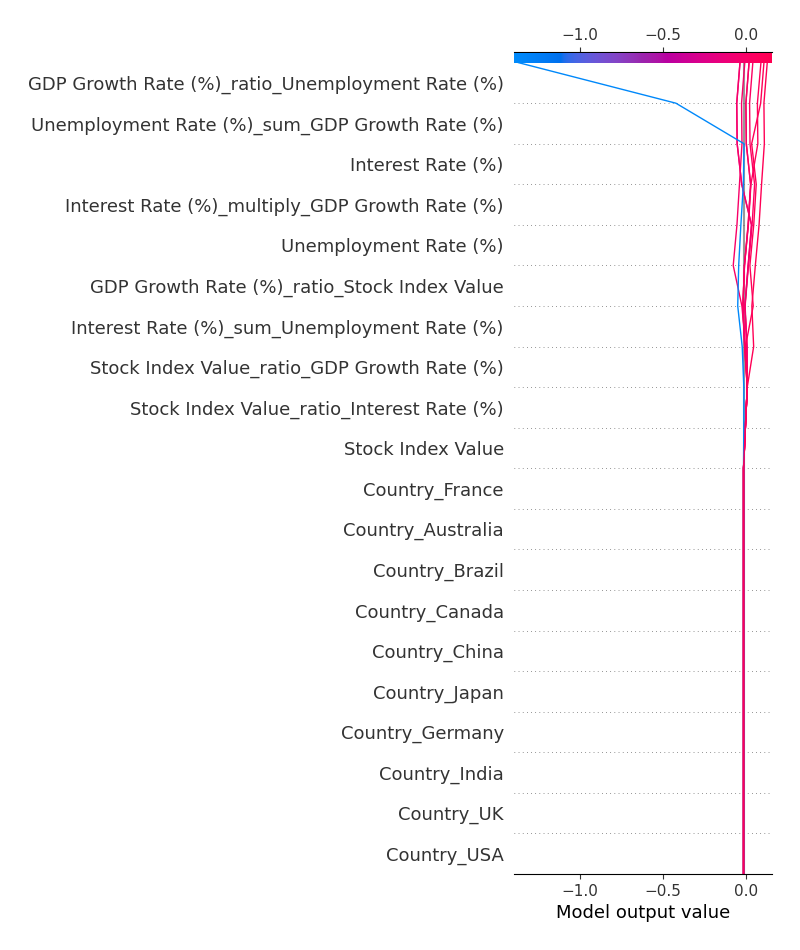 −1.0 −0.5 0.0
GDP Growth Rate (%)_ratio_Unemployment Rate (%)
Unemployment Rate (%)_sum_GDP Growth Rate (%)
Interest Rate (%)
Interest Rate (%)_multiply_GDP Growth Rate (%)
Unemployment Rate (%)
GDP Growth Rate (%)_ratio_Stock Index Value
Interest Rate (%)_sum_Unemployment Rate (%)
Stock Index Value_ratio_GDP Growth Rate (%)
Stock Index Value_ratio_Interest Rate (%)
Stock Index Value
Country_France
Country_Australia
Country_Brazil
Country_Canada
Country_China
Country_Japan
Country_Germany
Country_India
Country_UK
Country_USA
−1.0 −0.5 0.0
Model output value